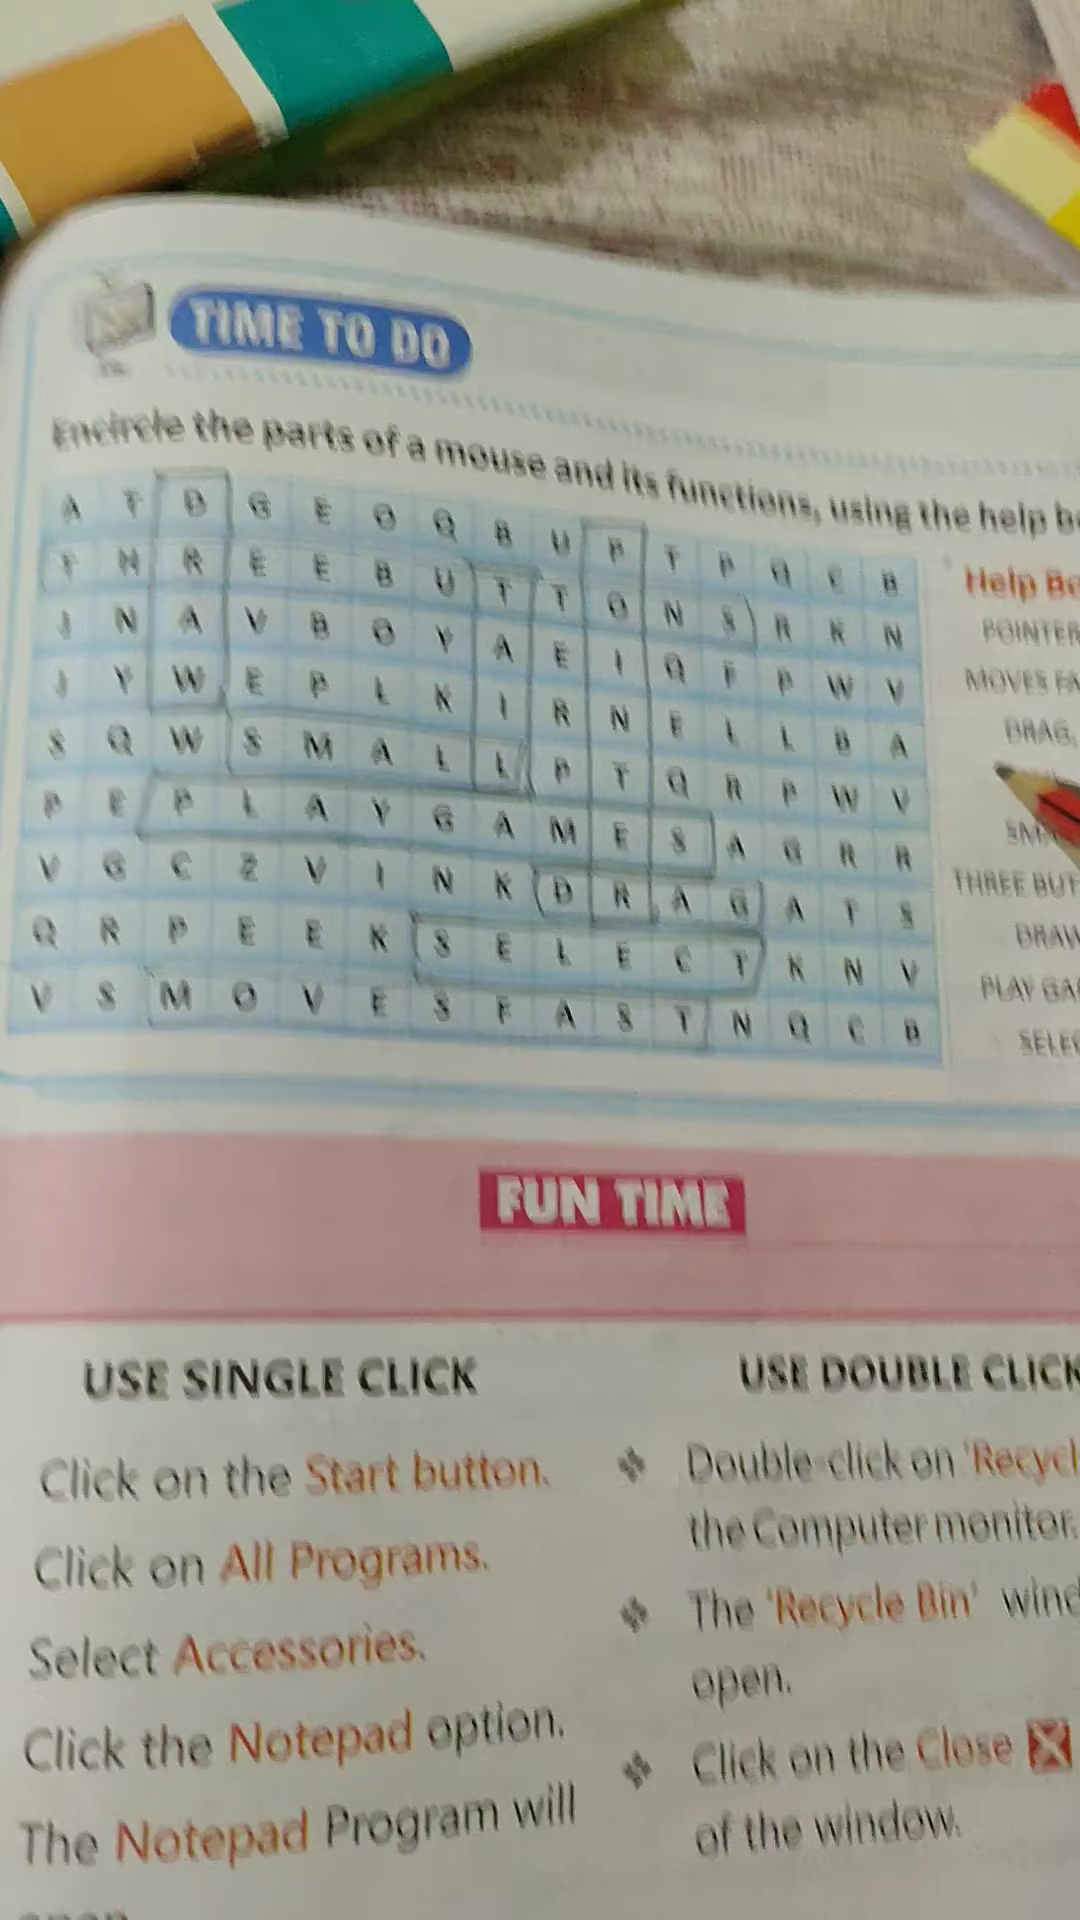 TIME TO DO
Encircle the parts of a mouse and its functions, using the help
A T D G E O Q B U P T P Q C B
T H R E E B U T T O N S R K N
J N A V B O Y A E I Q F P W V
J Y W E P L K I R N E L L B A
S Q W S M A L L P T Q R P W V
P E P L A Y G A M E S A G R R
V G C Z V I N K D R A G A T S
Q R P E E K S E L E C T K N V
V S M O V E S F A S T N Q C B
Help
POINTER
MOVES FA
DRAG,
SMA
THREE BUT
DRAW
PLAY GA
SELEC
FUN TIME
USE SINGLE CLICK
Click on the Start button.
Click on All Programs.
Select Accessories.
Click the Notepad option.
The Notepad Program will
USE DOUBLE CLICK
Double-click on 'Recycl
the Computer monitor.
The 'Recycle Bin' wind
open.
Click on the Close
of the window.